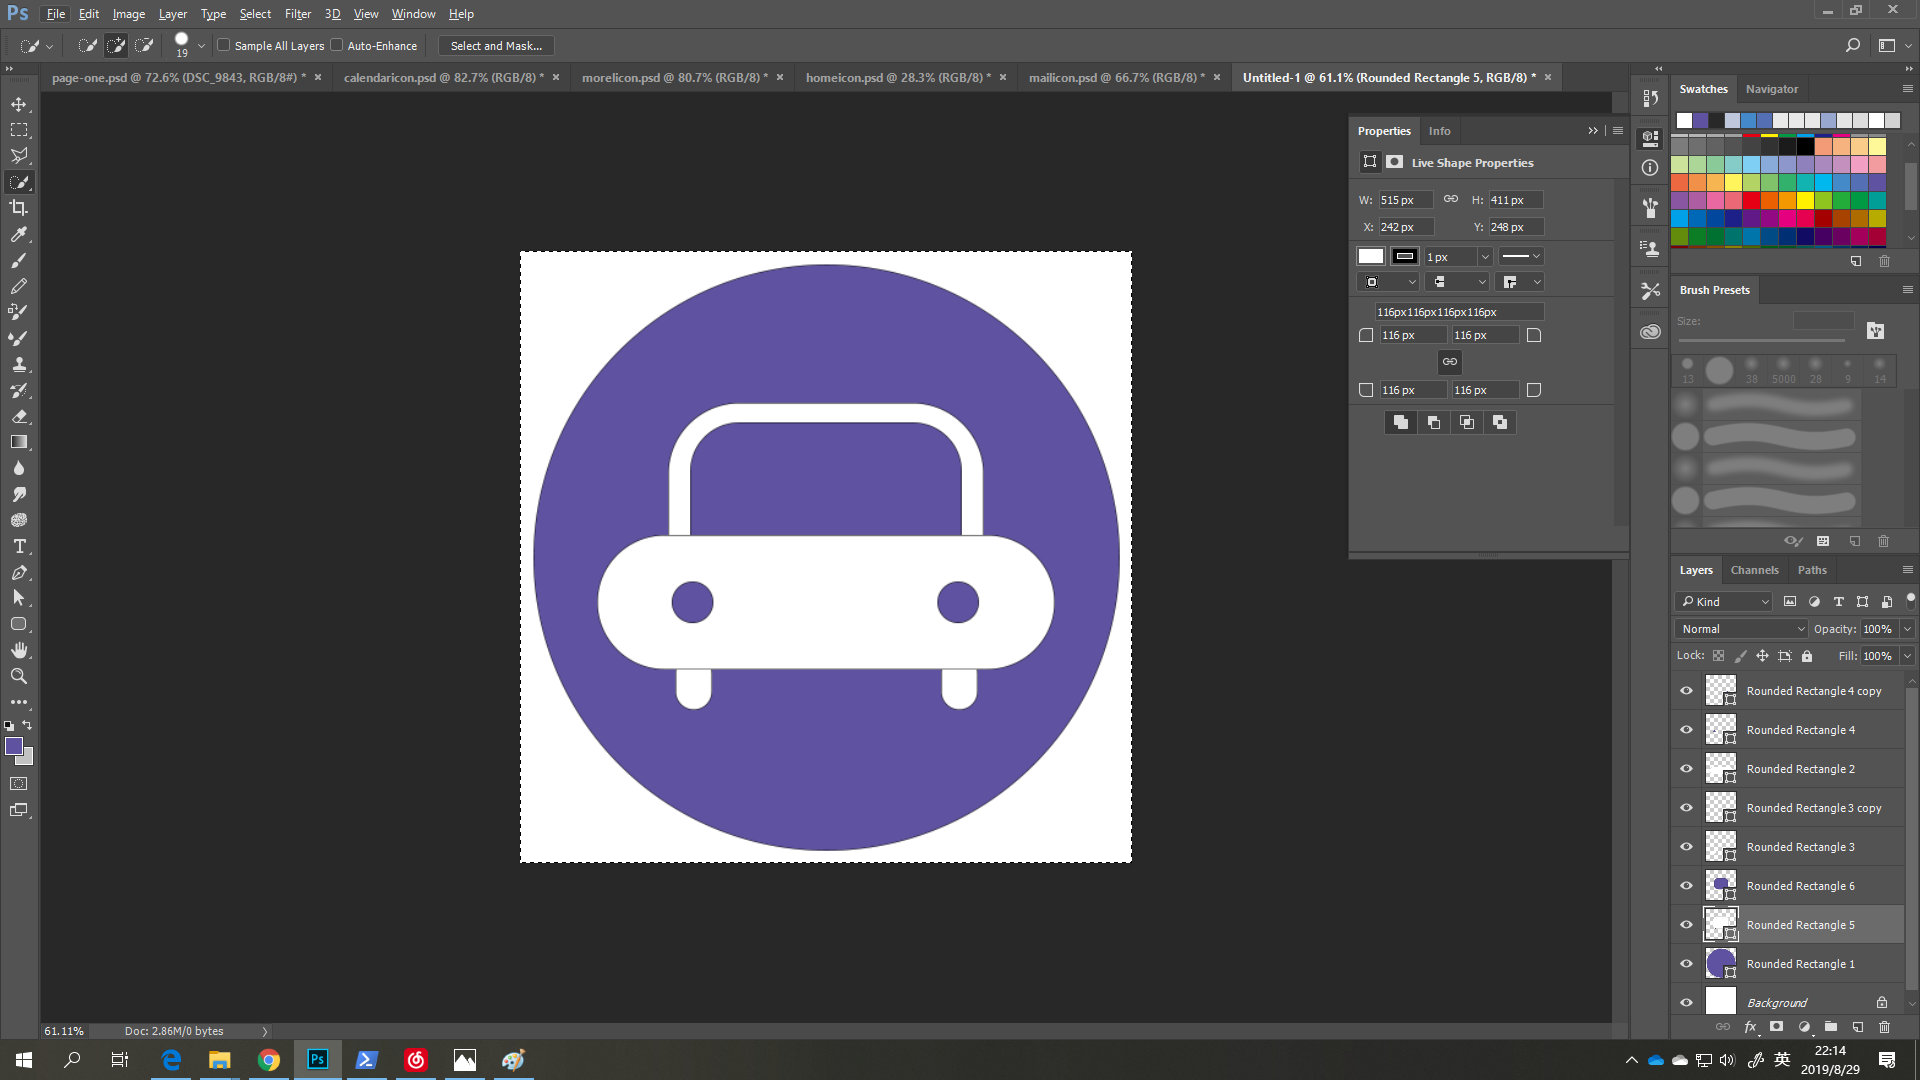 Ps File Edit Image Layer Type Select Filter 3D View Window Help
19 Sample All Layers Auto-Enhance Select and Mask...
page-one.psd @ 72.6% (DSC_9843, RGB/8#) * calendaricon.psd @ 82.7% (RGB/8) * morelicon.psd @ 80.7% (RGB/8) * homeicon.psd @ 28.3% (RGB/8) * mailicon.psd @ 66.7% (RGB/8) * Untitled-1 @ 61.1% (Rounded Rectangle 5, RGB/8) *
Properties Info
Live Shape Properties
W: 515 px H: 411 px
X: 242 px Y: 248 px
1 px
116px116px116px116px
116 px 116 px
116 px 116 px
Swatches Navigator
Brush Presets
Size:
13 38 5000 28 9 14
Layers Channels Paths
Kind
Normal Opacity: 100%
Lock: Fill: 100%
Rounded Rectangle 4 copy
Rounded Rectangle 4
Rounded Rectangle 2
Rounded Rectangle 3 copy
Rounded Rectangle 3
Rounded Rectangle 6
Rounded Rectangle 5
Rounded Rectangle 1
Background
fx
61.11% Doc: 2.86M/0 bytes
Ps
英
22:14
2019/8/29